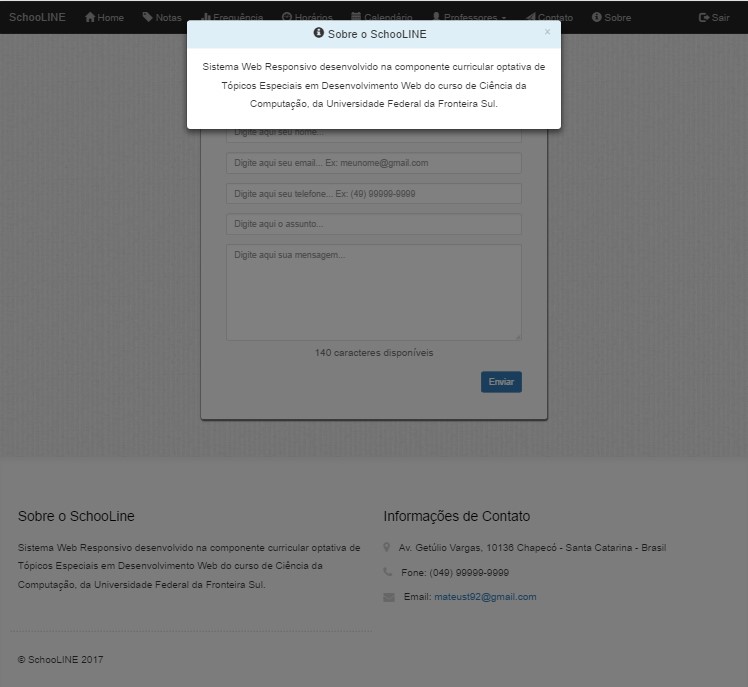 SchooLINE Home Notas Frequência Horários Calendário Professores Contato Sobre Sair
Sobre o SchooLINE ×
Sistema Web Responsivo desenvolvido na componente curricular optativa de
Tópicos Especiais em Desenvolvimento Web do curso de Ciência da
Computação, da Universidade Federal da Fronteira Sul.
Digite aqui seu nome...
Digite aqui seu email... Ex: meunome@gmail.com
Digite aqui seu telefone... Ex: (49) 99999-9999
Digite aqui o assunto...
Digite aqui sua mensagem...
140 caracteres disponíveis
Enviar
Sobre o SchooLine
Sistema Web Responsivo desenvolvido na componente curricular optativa de
Tópicos Especiais em Desenvolvimento Web do curso de Ciência da
Computação, da Universidade Federal da Fronteira Sul.
Informações de Contato
Av. Getúlio Vargas, 10136 Chapecó - Santa Catarina - Brasil
Fone: (049) 99999-9999
Email: mateust92@gmail.com
© SchooLINE 2017